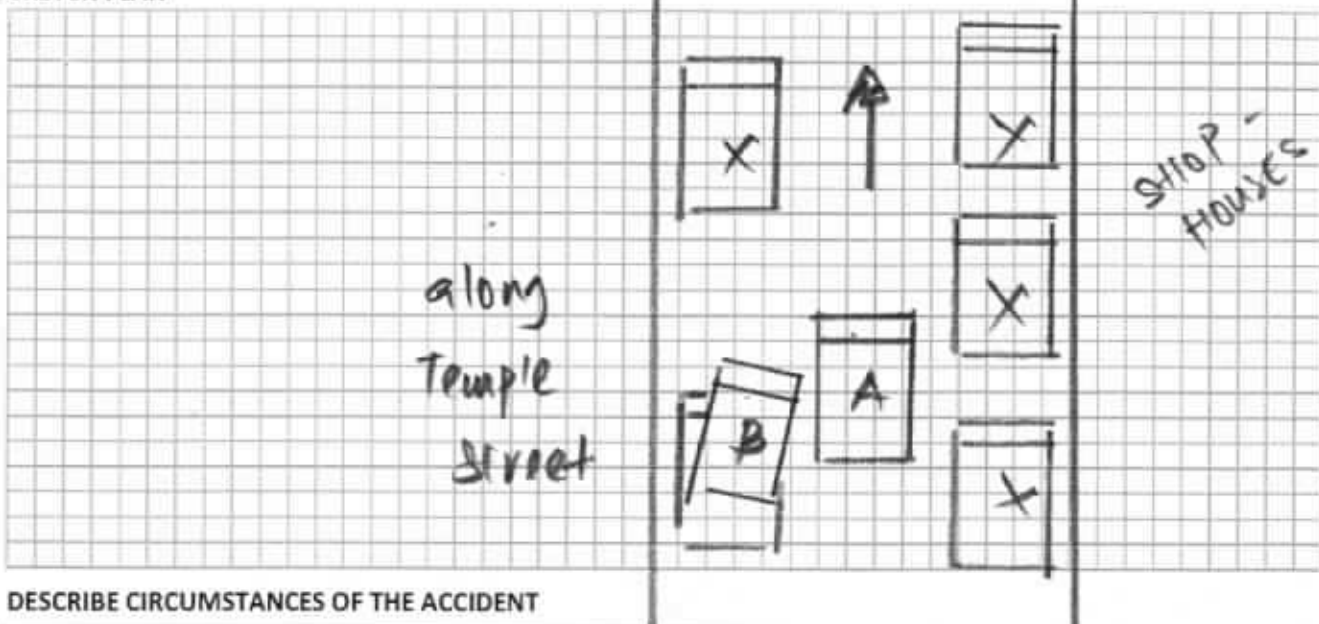 X
Y
SHOP-
HOUSES
along
Temple
street
X
A
B
X
DESCRIBE CIRCUMSTANCES OF THE ACCIDENT